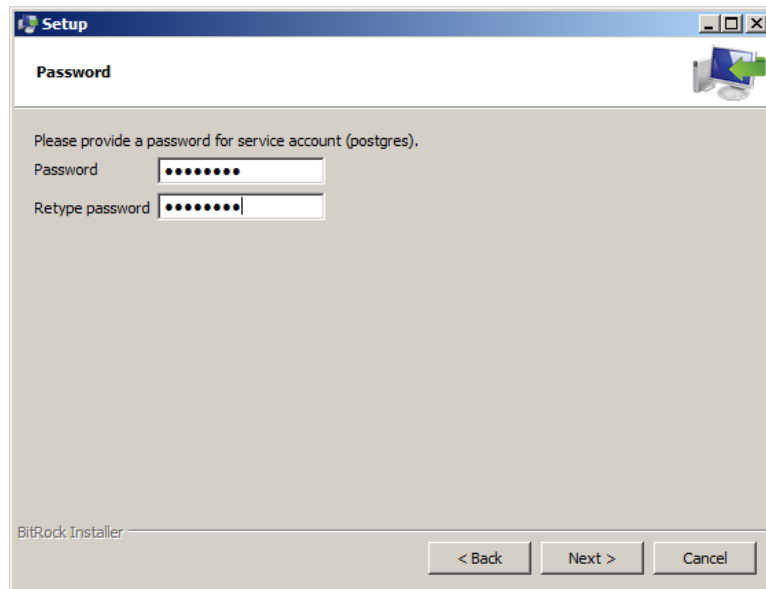 Setup
Password
Please provide a password for service account (postgres).
Password ••••••••
Retype password ••••••••
BitRock Installer
< Back Next > Cancel